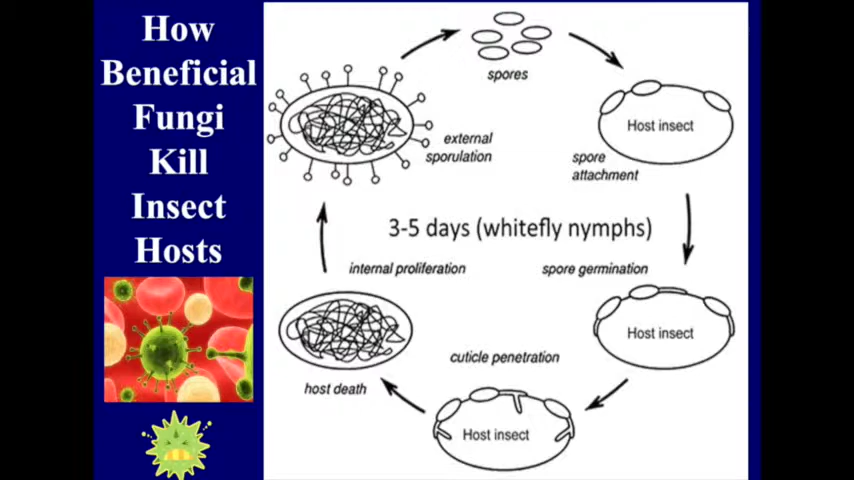 How
Beneficial
Fungi
Kill
Insect
Hosts
spores
Host insect
spore
attachment
external
sporulation
3-5 days (whitefly nymphs)
internal proliferation
spore germination
Host insect
cuticle penetration
host death
Host insect